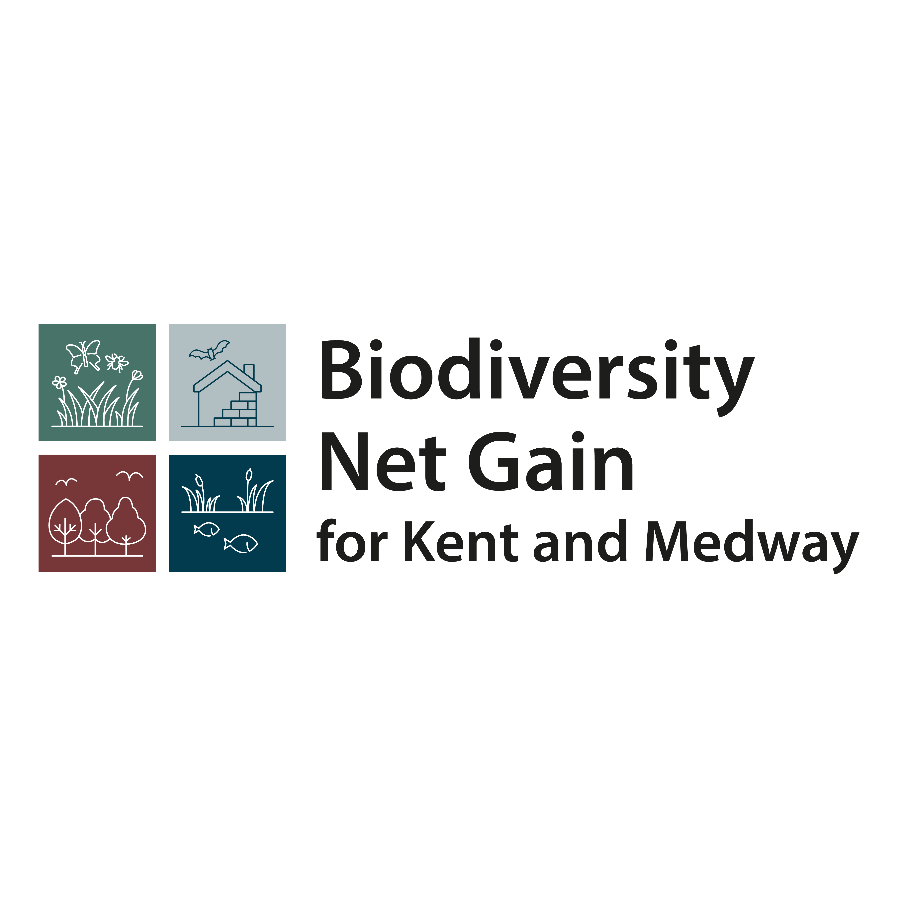 Biodiversity
Net Gain
for Kent and Medway